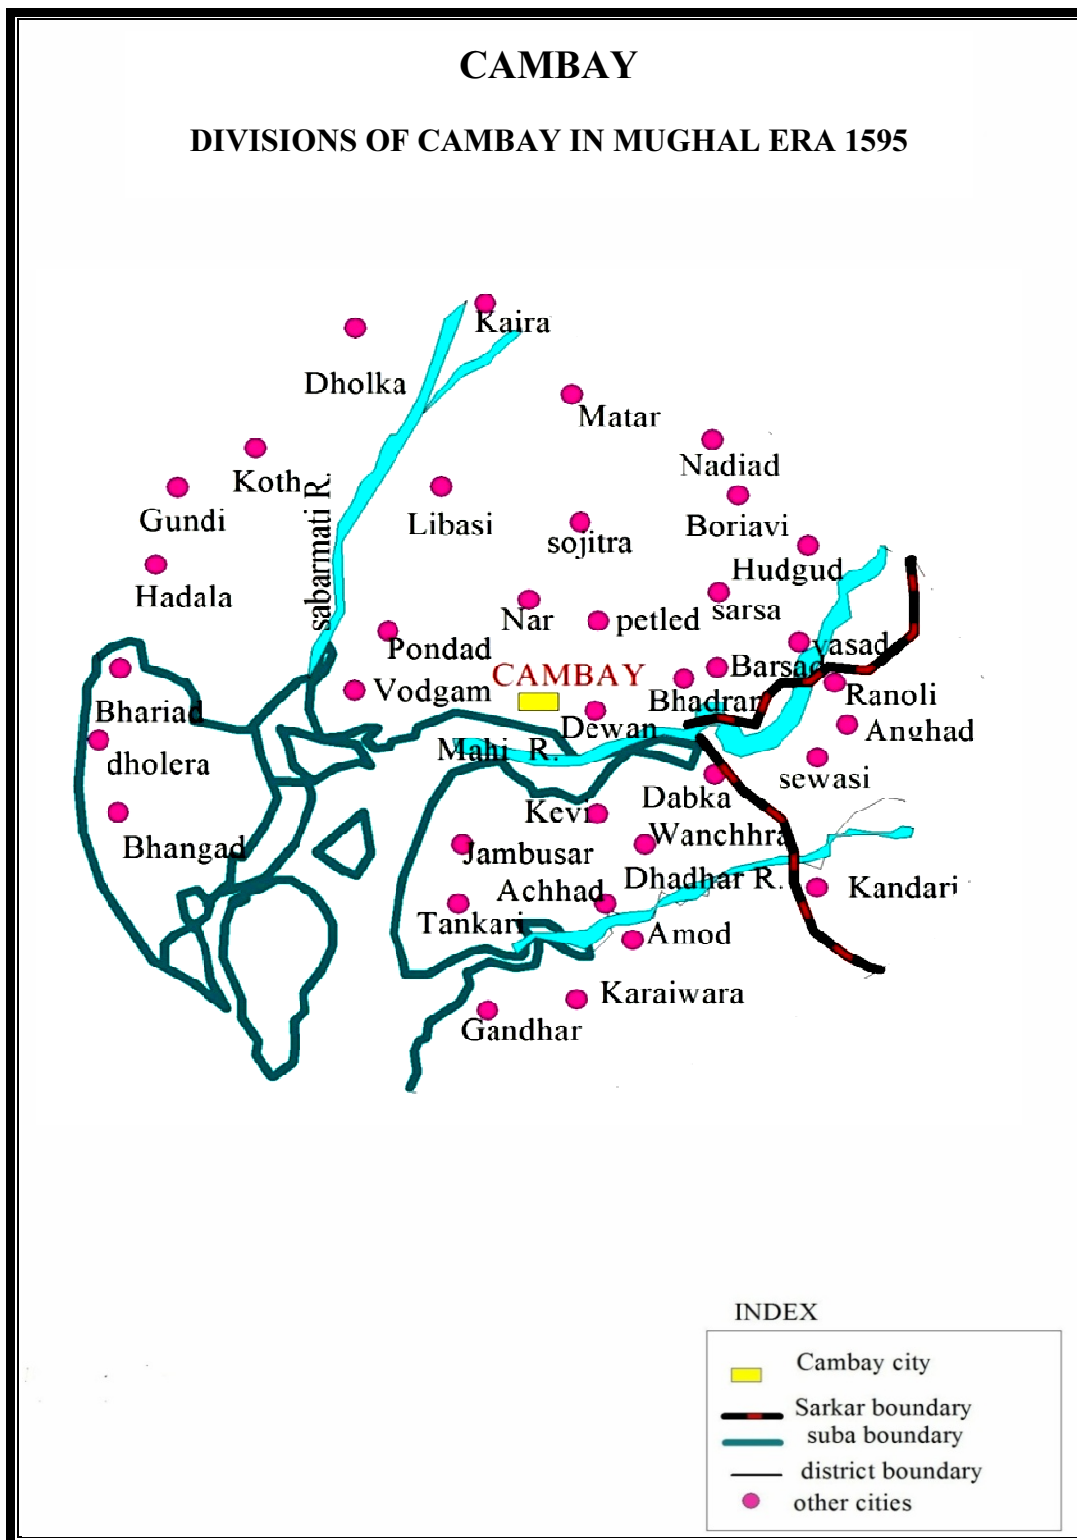 CAMBAY
DIVISIONS OF CAMBAY IN MUGHAL ERA 1595
Kaira
Dholka
Matar
Nadiad
Koth
Gundi
Libasi
Boriavi
sojitra
sabarmati R.
Hudgud
Hadala
sarsa
Nar
petled
Pondad
vasad
CAMBAY
Barsad
Vodgam
Bhadran
Ranoli
Bhariad
Dewan
Anghad
Mahi R.
dholera
sewasi
Dabka
Kevi
Wanchhra
Bhangad
Jambusar
Dhadhar R.
Achhad
Kandari
Tankari
Amod
Karaiwara
Gandhar
INDEX
Cambay city
Sarkar boundary
suba boundary
district boundary
other cities